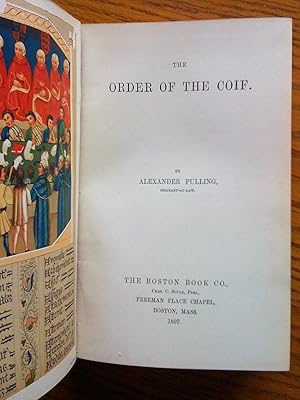 THE
ORDER OF THE COIF.
BY
ALEXANDER PULLING,
SERJEANT-AT-LAW.
THE BOSTON BOOK CO.,
CHAS. C. SOULE, PRES.,
FREEMAN PLACE CHAPEL,
BOSTON, MASS.
1897.